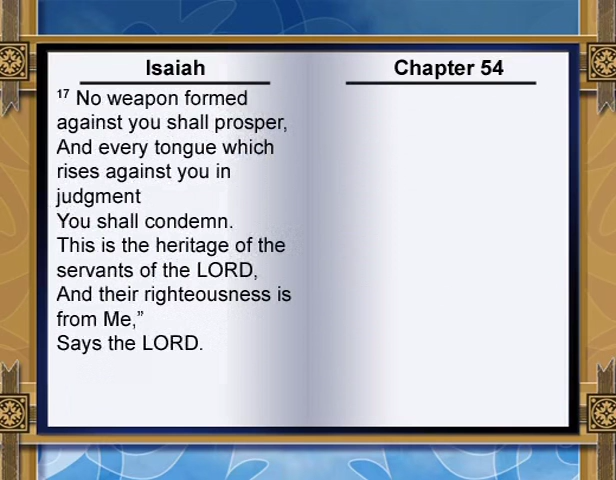 Isaiah
Chapter 54
17 No weapon formed
against you shall prosper,
And every tongue which
rises against you in
judgment
You shall condemn.
This is the heritage of the
servants of the LORD,
And their righteousness is
from Me,”
Says the LORD.